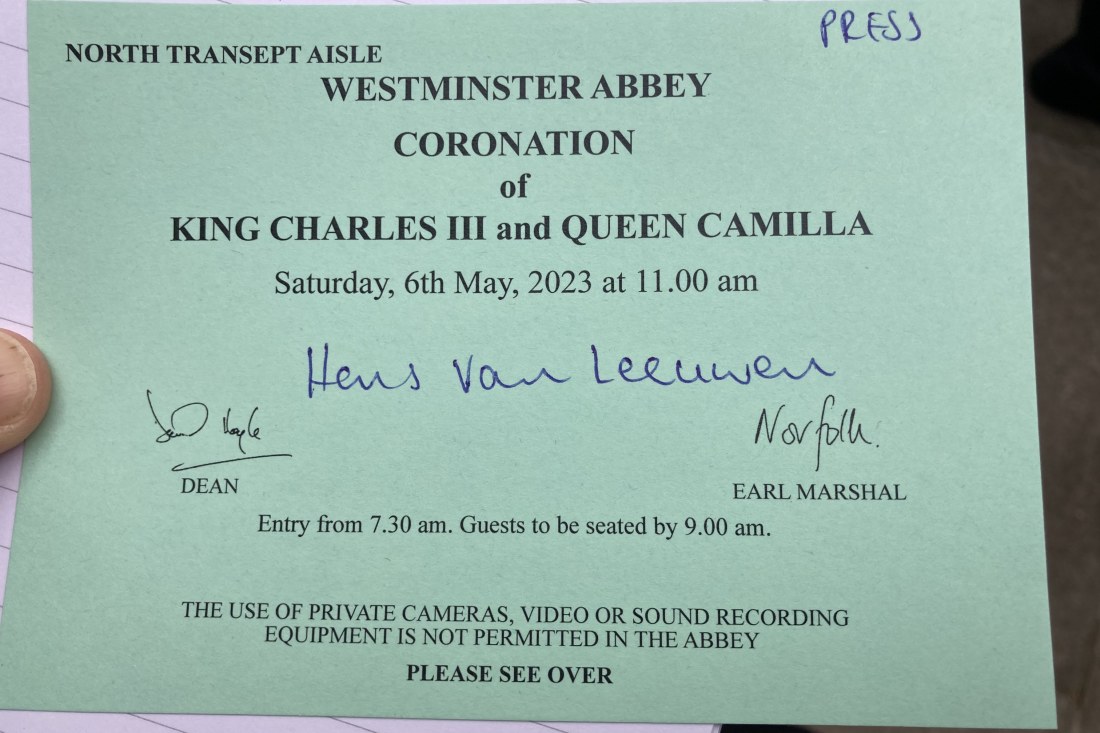 PRESS
NORTH TRANSEPT AISLE
WESTMINSTER ABBEY
CORONATION
of
KING CHARLES III and QUEEN CAMILLA
Saturday, 6th May, 2023 at 11.00 am
Hens van Leeuwen
Norfolk.
DEAN
EARL MARSHAL
Entry from 7.30 am. Guests to be seated by 9.00 am.
THE USE OF PRIVATE CAMERAS, VIDEO OR SOUND RECORDING
EQUIPMENT IS NOT PERMITTED IN THE ABBEY
PLEASE SEE OVER